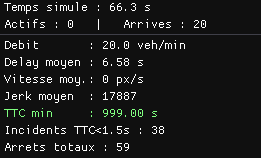 Temps simule : 66.3 s
Actifs : 0   |   Arrives : 20
Debit        : 20.0 veh/min
Delay moyen  : 6.58 s
Vitesse moy.: 0 px/s
Jerk moyen   : 17887
TTC min      : 999.00 s
Incidents TTC<1.5s : 38
Arrets totaux : 59